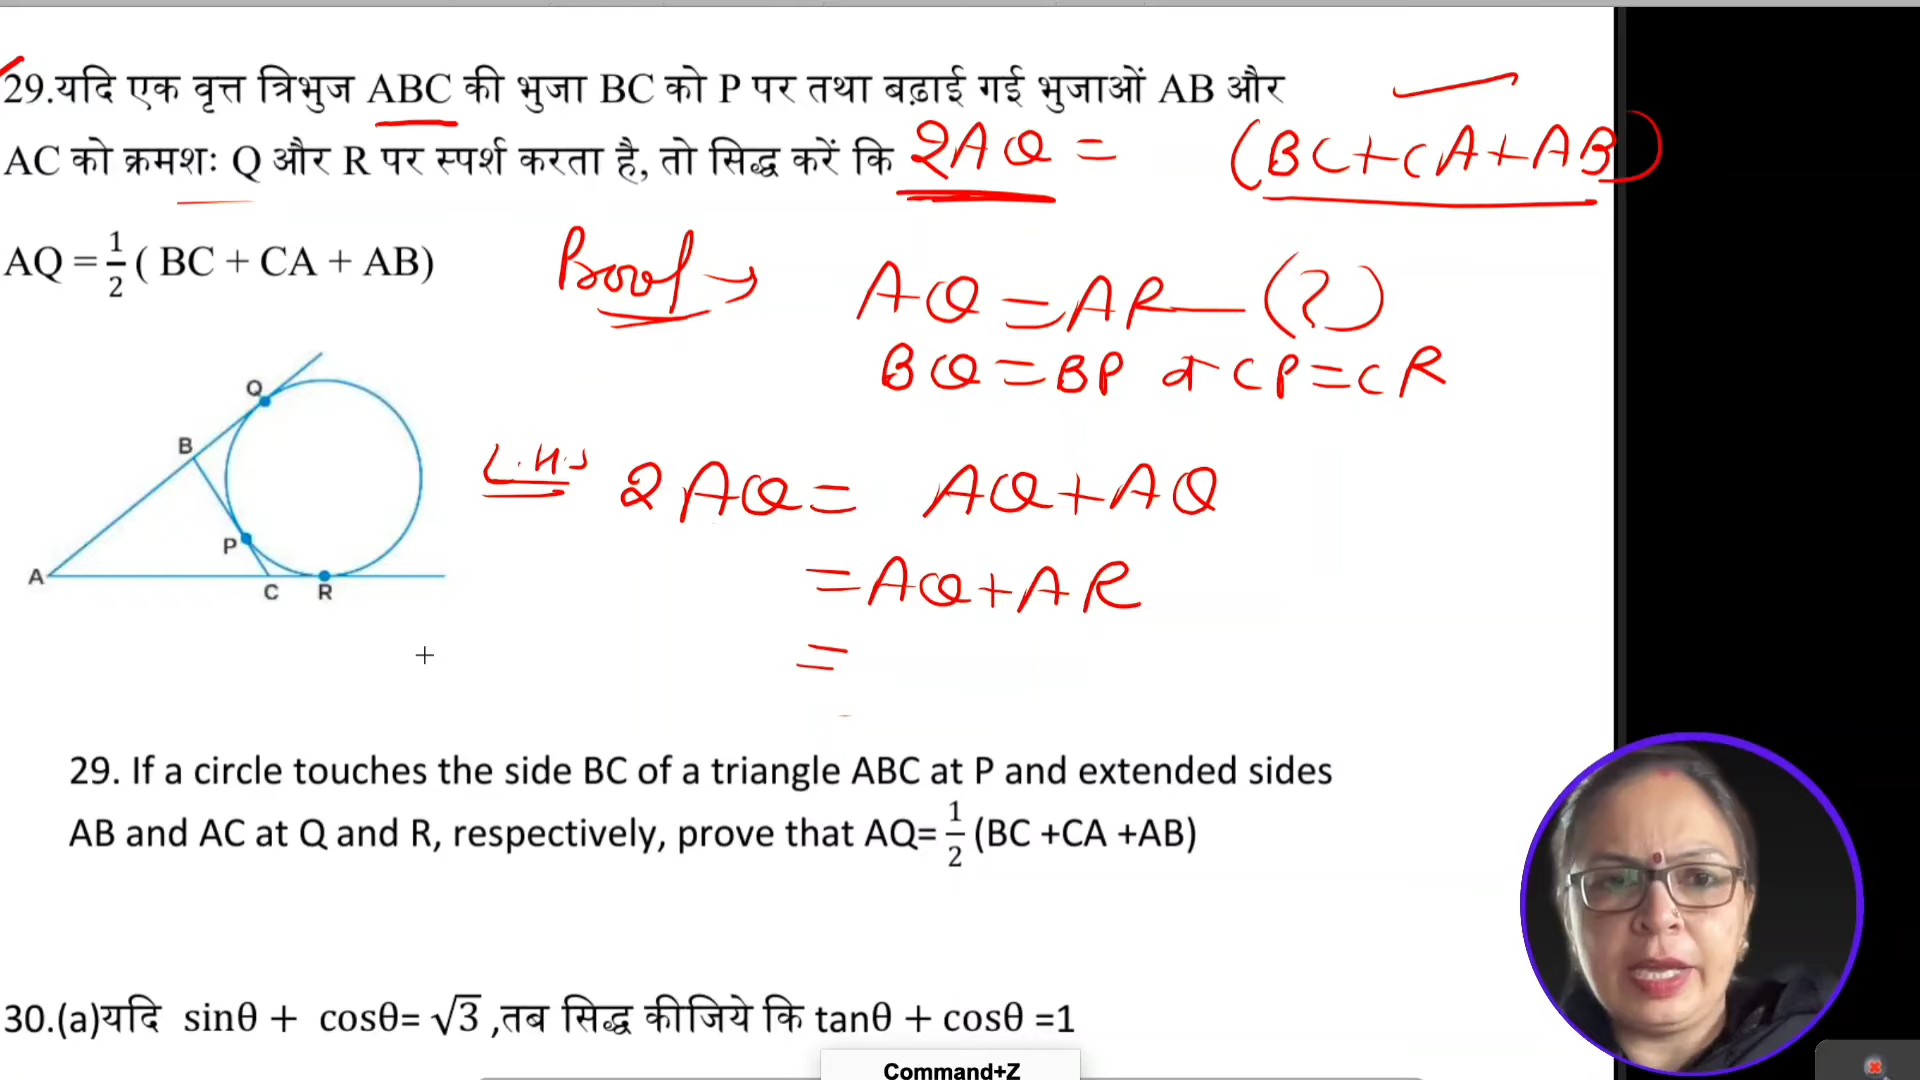 29.यदि एक वृत्त त्रिभुज ABC की भुजा BC को P पर तथा बढ़ाई गई भुजाओं AB और
AC को क्रमशः Q और R पर स्पर्श करता है, तो सिद्ध करें कि 2AQ = (BC+CA+AB)
AQ = 1/2 ( BC + CA + AB)
Proof → AQ = AR — (?)
BQ = BP व CP = CR
Q
B
P
A
C R
L.H.S 2AQ = AQ+AQ
= AQ+AR
=
29. If a circle touches the side BC of a triangle ABC at P and extended sides
AB and AC at Q and R, respectively, prove that AQ= 1/2 (BC +CA +AB)
30.(a)यदि sinθ + cosθ= √3 ,तब सिद्ध कीजिये कि tanθ + cosθ =1
Command+Z